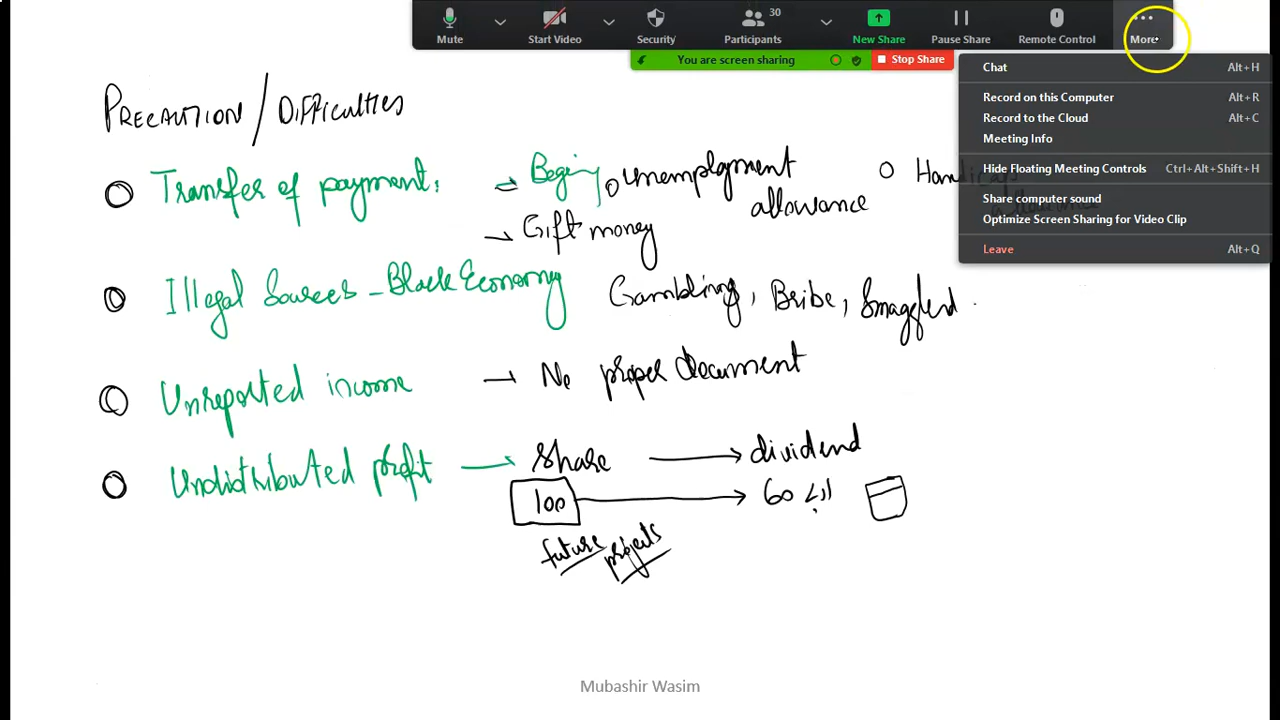 30
Mute
Start Video
Security
Participants
New Share
Pause Share
Remote Control
More
You are screen sharing
Stop Share
Chat Alt+H
Record on this Computer Alt+R
Record to the Cloud Alt+C
Meeting Info
Hide Floating Meeting Controls Ctrl+Alt+Shift+H
Share computer sound
Optimize Screen Sharing for Video Clip
Leave Alt+Q
PRECAUTION / DIFFICULTIES
Transfer of payment: Begging unemployment allowance
Gift money
Illegal Sources - Black Economy Gambling, Bribe,
Unreported income → No proper document
Undistributed profit → Share → dividend
100 → 60
future projects
Mubashir Wasim